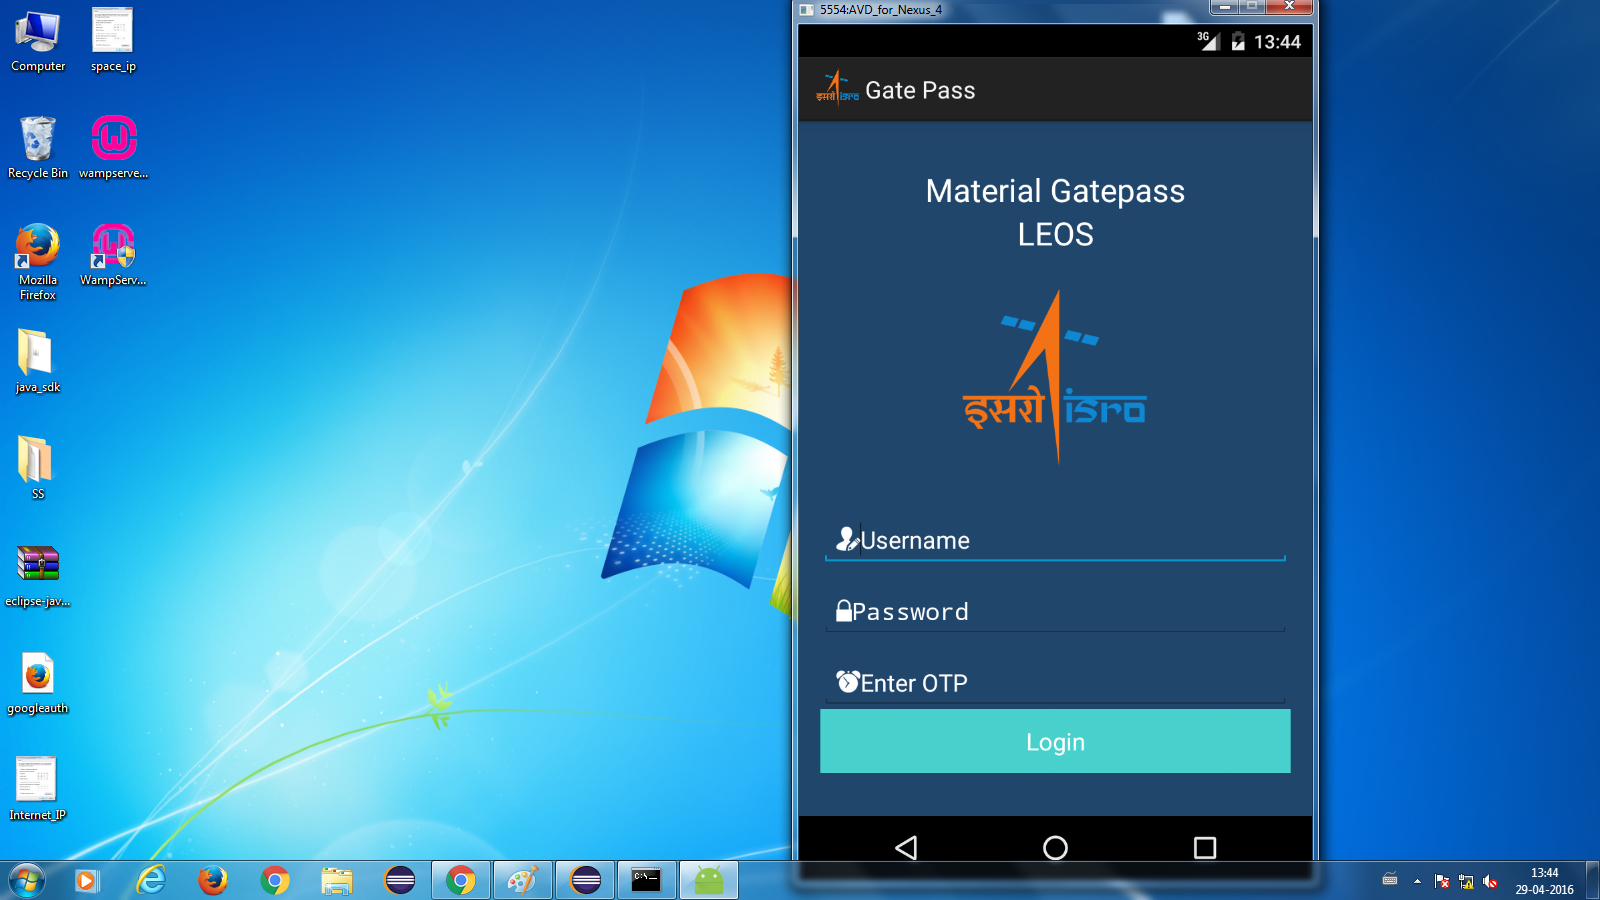 Computer
space_ip
Recycle Bin
wampserve...
Mozilla
Firefox
WampServ...
java_sdk
SS
eclipse-jav...
googleauth
Internet_IP
5554:AVD_for_Nexus_4
3G
13:44
इसरो isro
Gate Pass
Material Gatepass
LEOS
इसरो isro
Username
Password
Enter OTP
Login
C:\_
13:44
29-04-2016